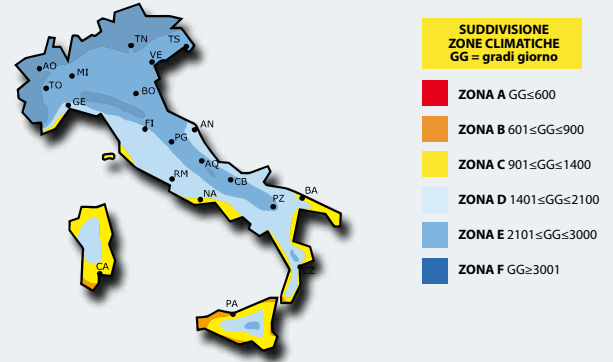 TN
TS
VE
AO
MI
TO
BO
GE
FI
AN
PG
AQ
RM
CB
NA
BA
PZ
CA
CZ
PA
SUDDIVISIONE
ZONE CLIMATICHE
GG = gradi giorno
ZONA A GG≤600
ZONA B 601≤GG≤900
ZONA C 901≤GG≤1400
ZONA D 1401≤GG≤2100
ZONA E 2101≤GG≤3000
ZONA F GG≥3001